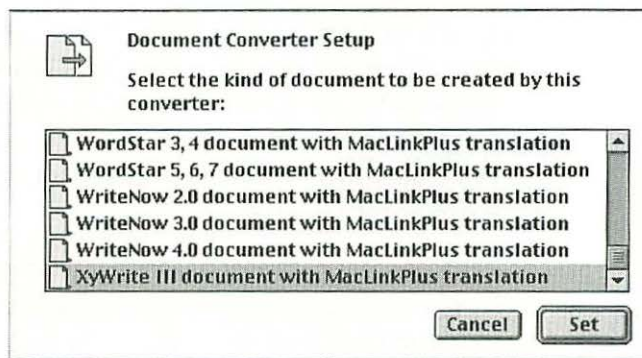 Document Converter Setup
Select the kind of document to be created by this
converter:
WordStar 3, 4 document with MacLinkPlus translation
WordStar 5, 6, 7 document with MacLinkPlus translation
WriteNow 2.0 document with MacLinkPlus translation
WriteNow 3.0 document with MacLinkPlus translation
WriteNow 4.0 document with MacLinkPlus translation
XyWrite III document with MacLinkPlus translation
Cancel Set